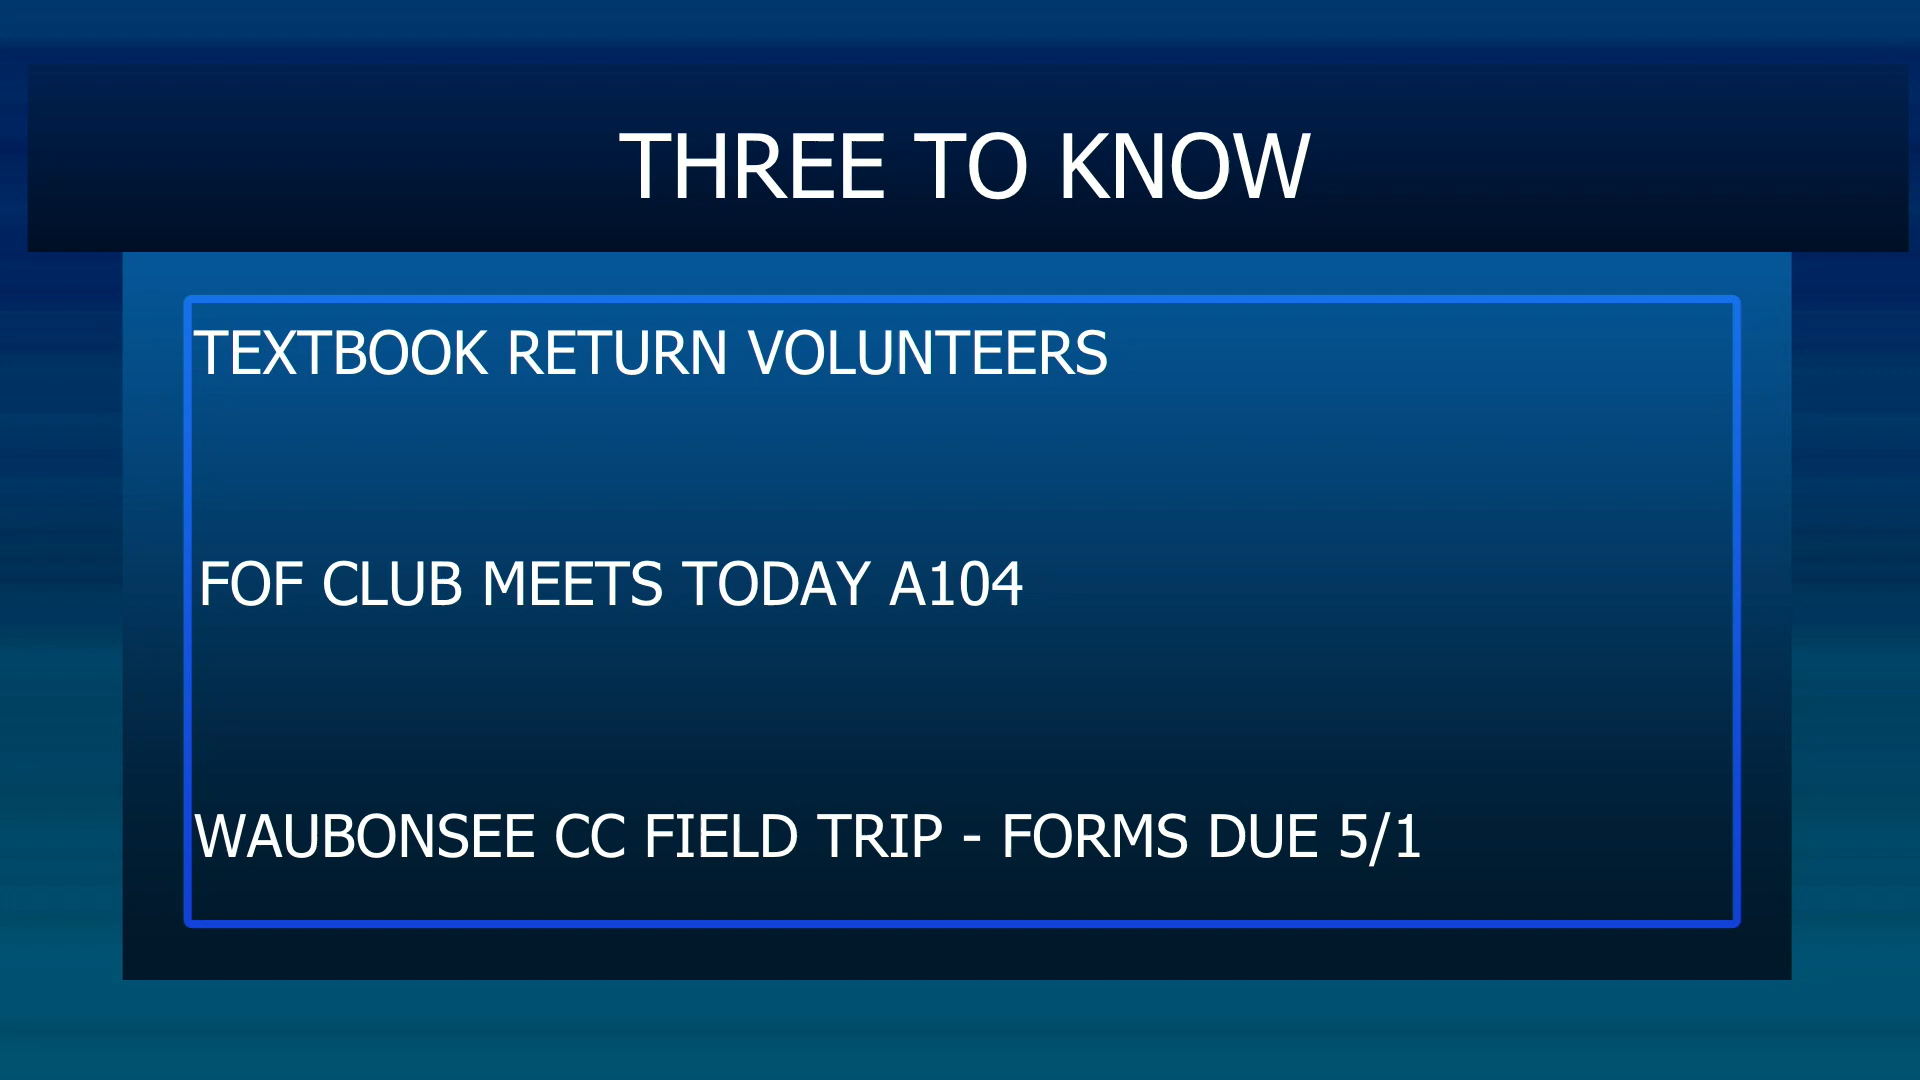 THREE TO KNOW
TEXTBOOK RETURN VOLUNTEERS
FOF CLUB MEETS TODAY A104
WAUBONSEE CC FIELD TRIP - FORMS DUE 5/1